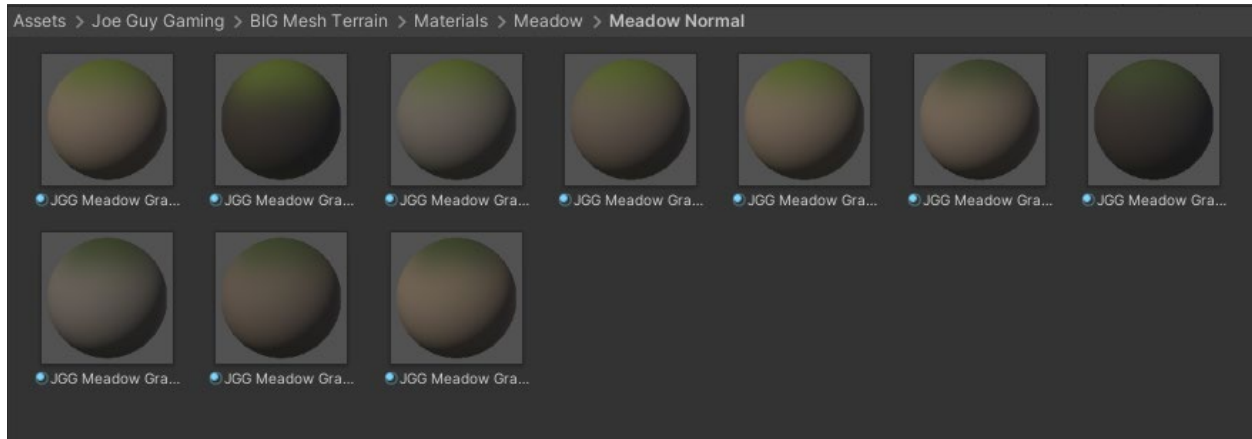 Assets > Joe Guy Gaming > BIG Mesh Terrain > Materials > Meadow > Meadow Normal
JGG Meadow Gra... JGG Meadow Gra... JGG Meadow Gra... JGG Meadow Gra... JGG Meadow Gra... JGG Meadow Gra... JGG Meadow Gra...
JGG Meadow Gra... JGG Meadow Gra... JGG Meadow Gra...